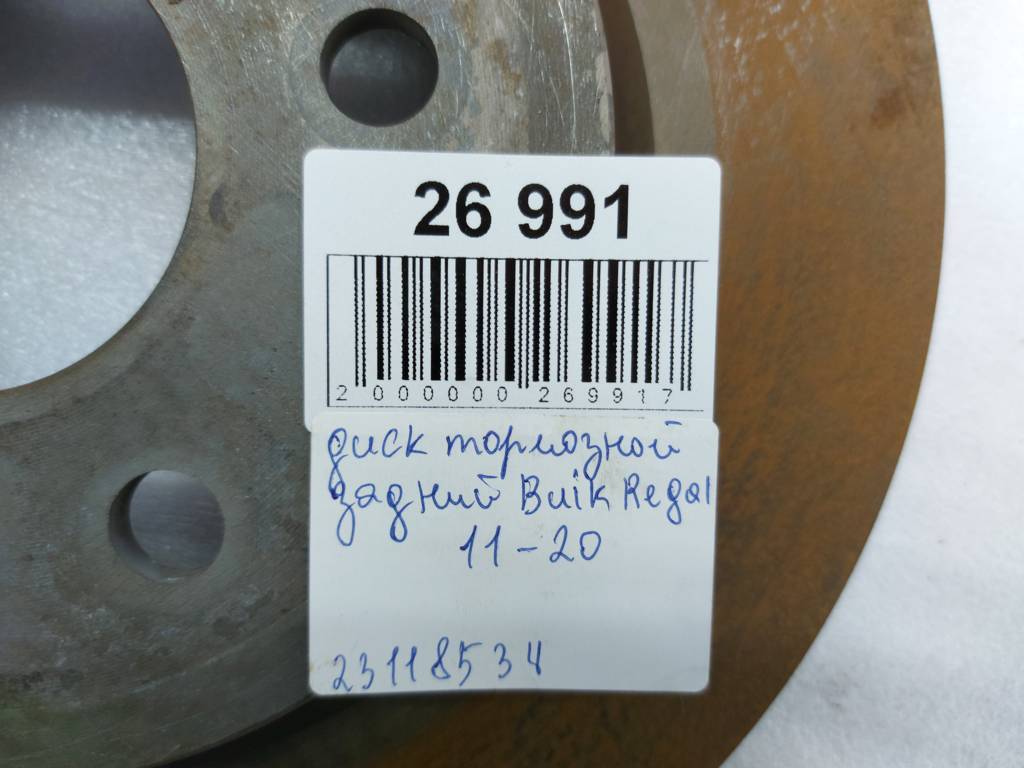 26 991
2 000000 269917
диск тормозной
задний Buik Regal
11-20
23118534